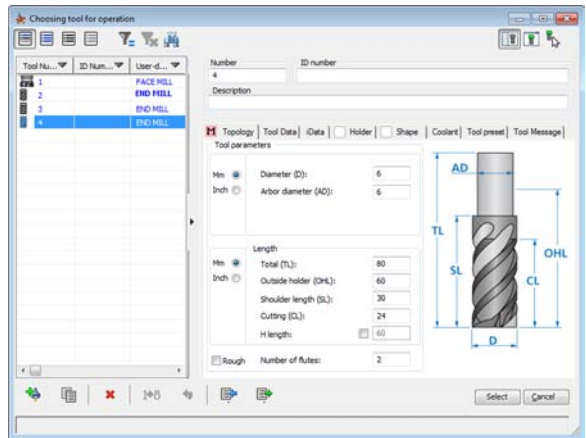 Choosing tool for operation
Tool Nu... ID Num... User-d...
1 FACE MILL
2 END MILL
3 END MILL
4 END MILL
Number ID number
4
Description
Topology Tool Data iData Holder Shape Coolant Tool preset Tool Message
Tool parameters
Mm Diameter (D): 6
Inch Arbor diameter (AD): 6
Length
Mm Total (TL): 80
Inch Outside holder (OHL): 60
Shoulder length (SL): 30
Cutting (CL): 24
H length: 60
Rough Number of flutes: 2
AD
TL
OHL
SL
CL
D
Select Cancel